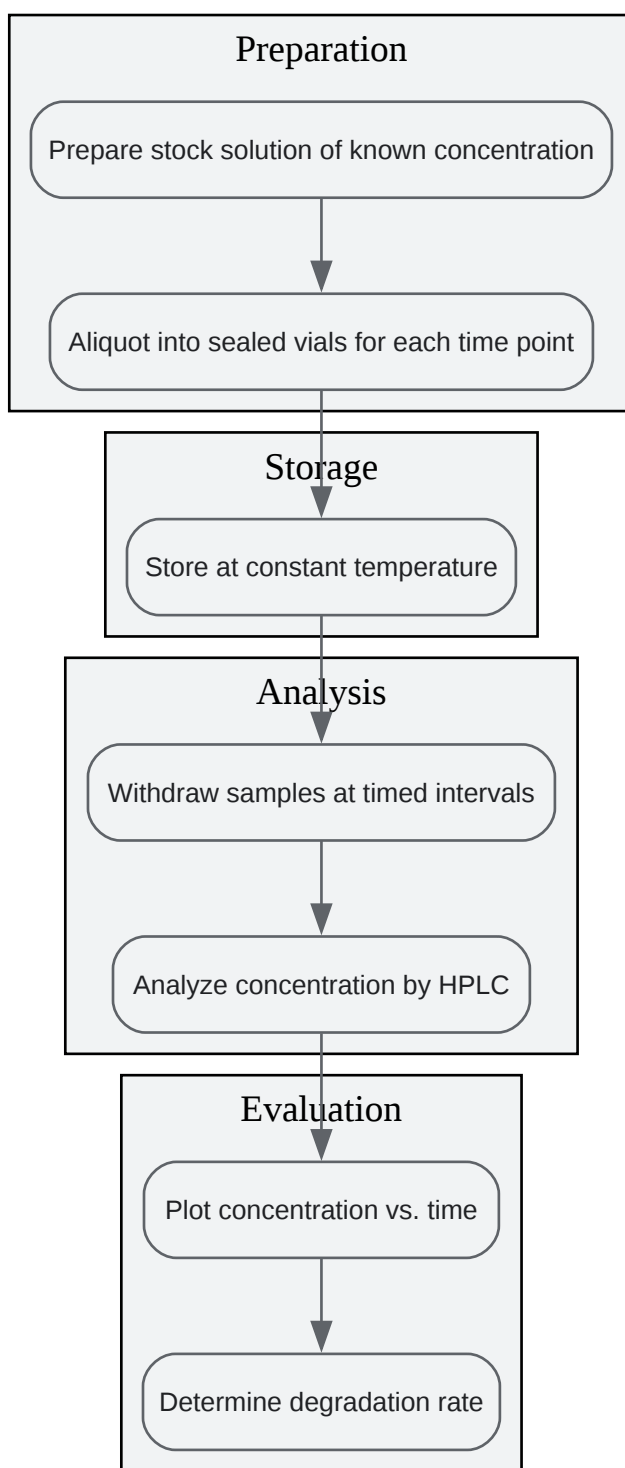 Preparation
Prepare stock solution of known concentration
Aliquot into sealed vials for each time point
Storage
Store at constant temperature
Analysis
Withdraw samples at timed intervals
Analyze concentration by HPLC
Evaluation
Plot concentration vs. time
Determine degradation rate